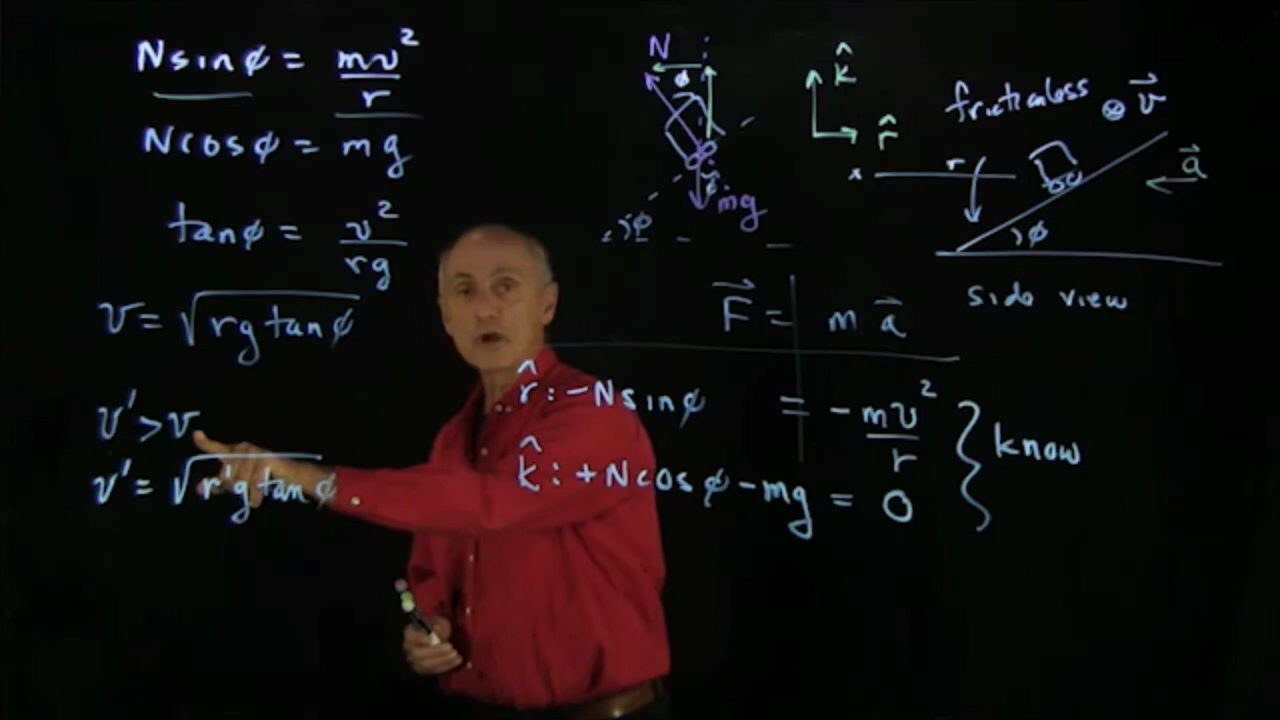 N sin ϕ = mv²/r
N cos ϕ = mg
tan ϕ = v²/rg
v = √(rg tan ϕ)
v' > v
v' = √(r'g tan ϕ)
N
ϕ
mg
ϕ
ϕ
k̂
r̂
frictionless
⊗ v⃗
r
a⃗
ϕ
side view
F⃗ = m a⃗
r̂ : - N sin ϕ = - mv²/r
k̂ : + N cos ϕ - mg = 0
} know